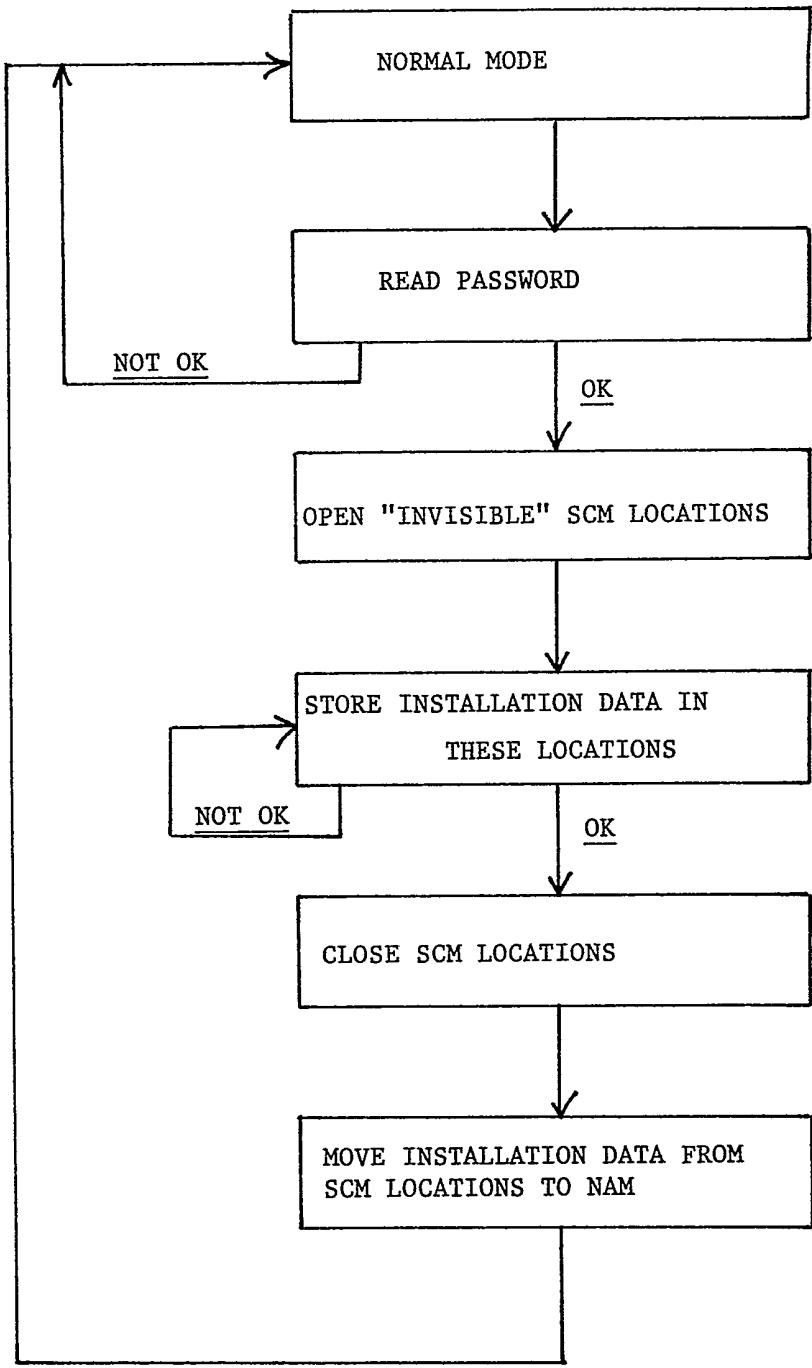 NORMAL MODE
READ PASSWORD
NOT OK
OK
OPEN "INVISIBLE" SCM LOCATIONS
STORE INSTALLATION DATA IN
THESE LOCATIONS
NOT OK
OK
CLOSE SCM LOCATIONS
MOVE INSTALLATION DATA FROM
SCM LOCATIONS TO NAM